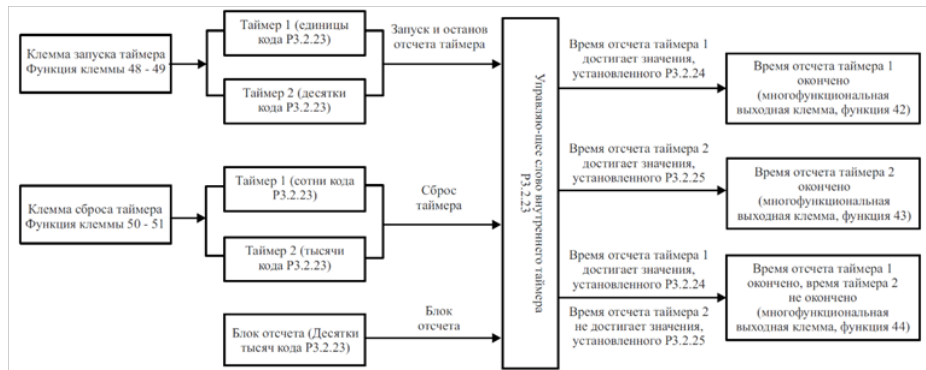 Клемма запуска таймера
Функция клеммы 48 - 49
Таймер 1 (единицы
кода P3.2.23)
Таймер 2 (десятки
кода P3.2.23)
Запуск и останов
отсчета таймера
Клемма сброса таймера
Функция клеммы 50 - 51
Таймер 1 (сотни кода
P3.2.23)
Таймер 2 (тысячи
кода P3.2.23)
Сброс
таймера
Блок отсчета (Десятки
тысяч кода P3.2.23)
Блок
отсчета
Управляю-щее слово внутреннего таймера
P3.2.23
Время отсчета таймера 1
достигает значения,
установленного P3.2.24
Время отсчета таймера 1
окончено
(многофункциональная
выходная клемма, функция 42)
Время отсчета таймера 2
достигает значения,
установленного P3.2.25
Время отсчета таймера 2
окончено
(многофункциональная
выходная клемма, функция 43)
Время отсчета таймера 1
достигает значения,
установленного P3.2.24
Время отсчета таймера 2
не достигает значения,
установленного P3.2.25
Время отсчета таймера 1
окончено, время таймера 2
не окончено
(многофункциональная
выходная клемма, функция 44)